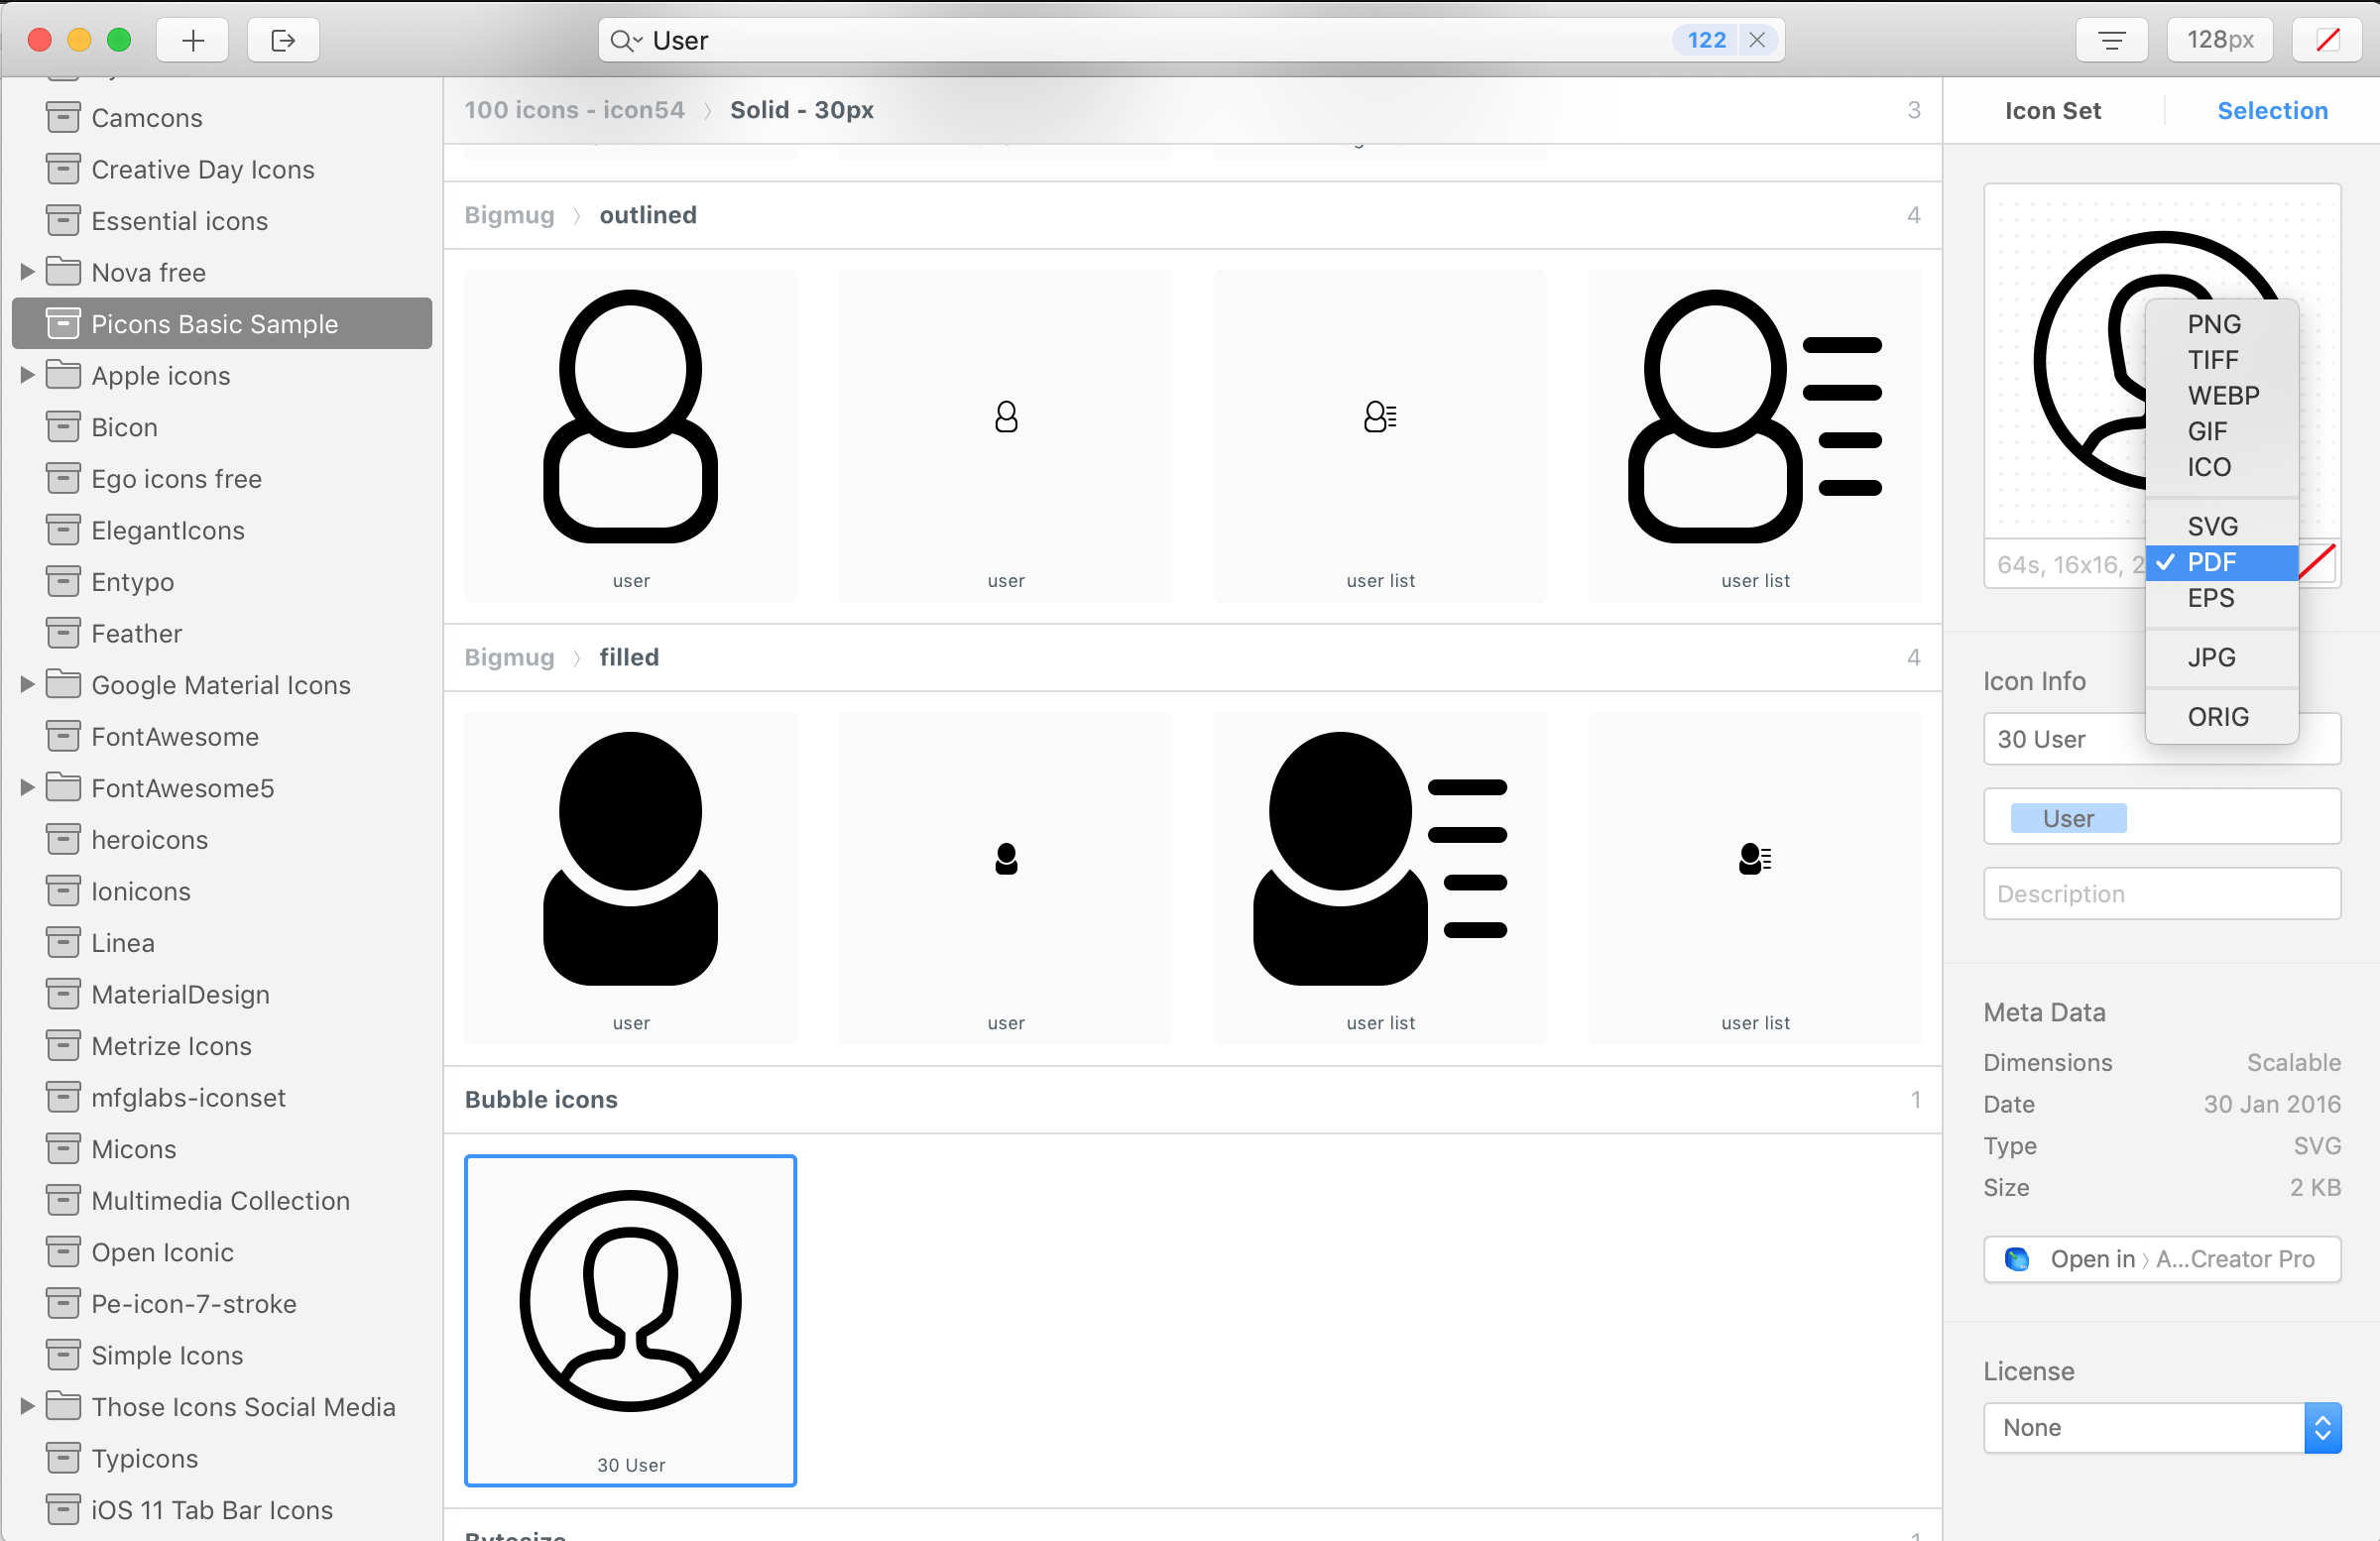 User
122
128px
Camcons
Creative Day Icons
Essential icons
Nova free
Picons Basic Sample
Apple icons
Bicon
Ego icons free
ElegantIcons
Entypo
Feather
Google Material Icons
FontAwesome
FontAwesome5
heroicons
Ionicons
Linea
MaterialDesign
Metrize Icons
mfglabs-iconset
Micons
Multimedia Collection
Open Iconic
Pe-icon-7-stroke
Simple Icons
Those Icons Social Media
Typicons
iOS 11 Tab Bar Icons
100 icons - icon54 〉 Solid - 30px 3
Bigmug 〉 outlined 4
user user user list user list
Bigmug 〉 filled 4
user user user list user list
Bubble icons 1
30 User
Bytesize 1
Icon Set Selection
PNG
TIFF
WEBP
GIF
ICO
SVG
64s, 16x16, 2
✓ PDF
EPS
JPG
ORIG
Icon Info
30 User
User
Description
Meta Data
Dimensions Scalable
Date 30 Jan 2016
Type SVG
Size 2 KB
Open in 〉 A...Creator Pro
License
None